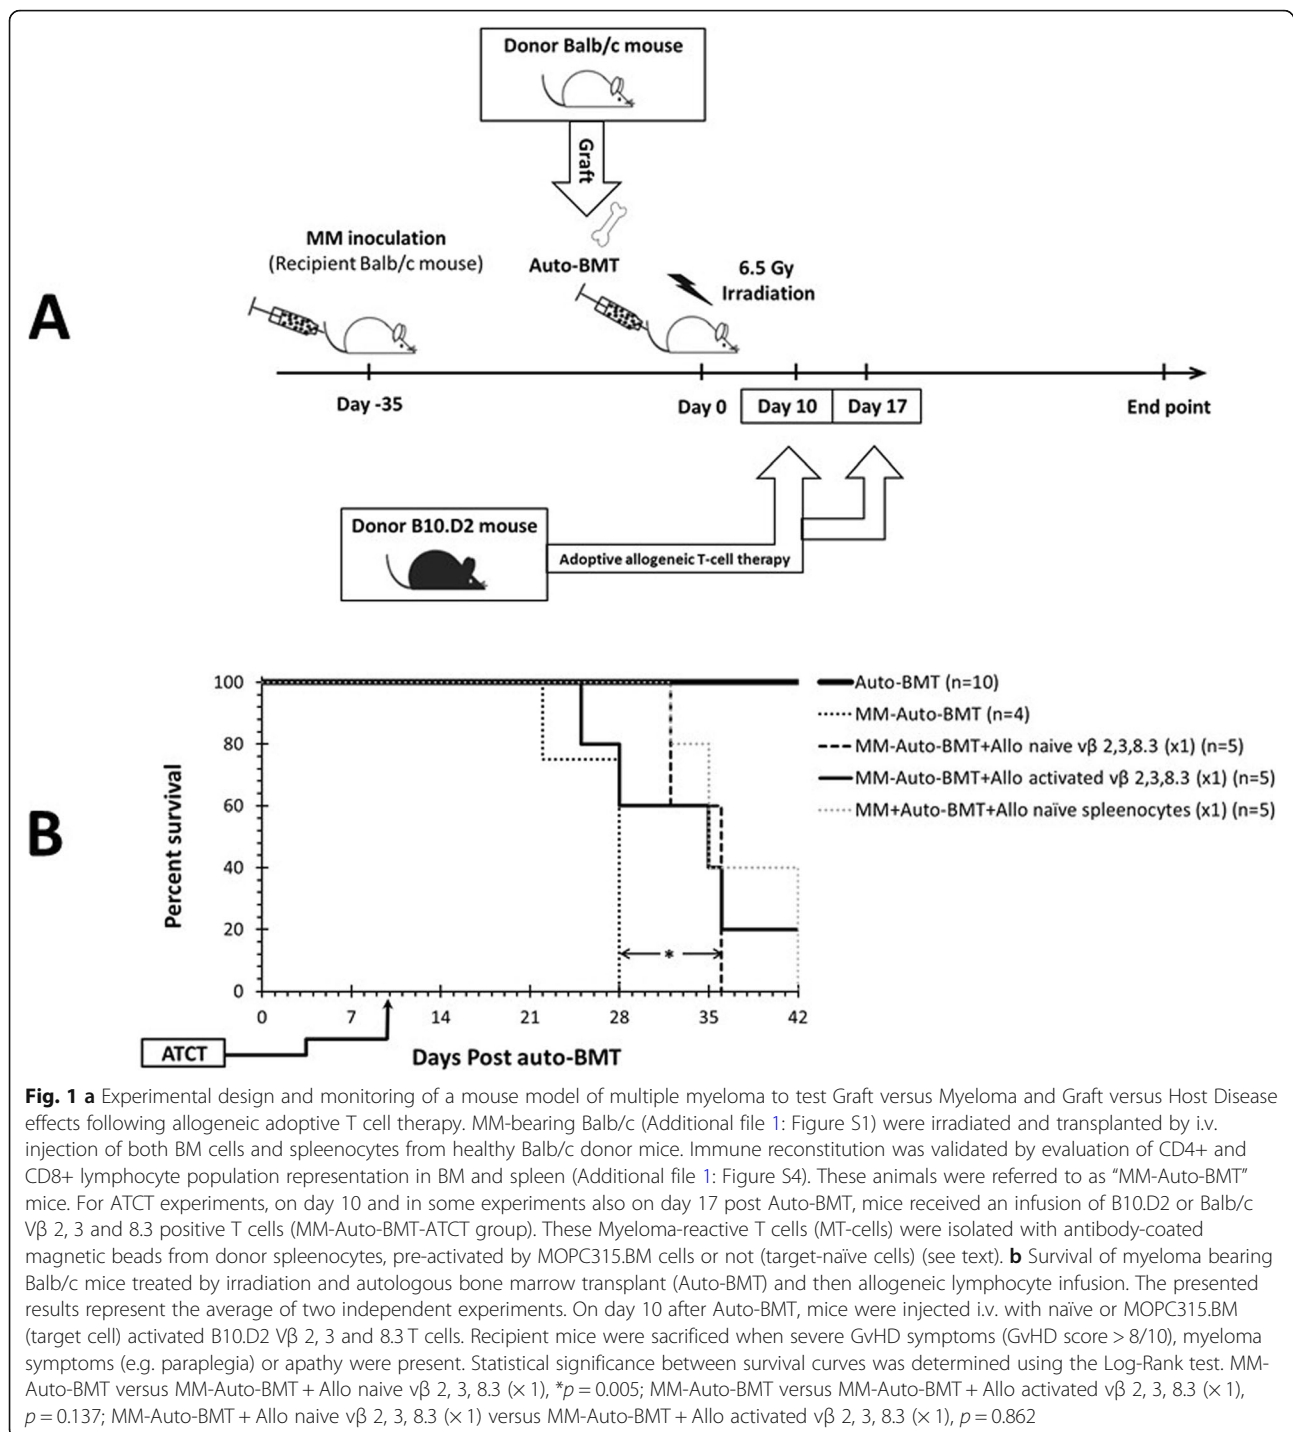 Donor Balb/c mouse
Graft
MM inoculation
(Recipient Balb/c mouse)
Auto-BMT
6.5 Gy
Irradiation
A
Day -35
Day 0
Day 10
Day 17
End point
Donor B10.D2 mouse
Adoptive allogeneic T-cell therapy
B
Percent survival
100
80
60
40
20
0
0 7 14 21 28 35 42
*
ATCT
Days Post auto-BMT
Auto-BMT (n=10)
MM-Auto-BMT (n=4)
MM-Auto-BMT+Allo naive vβ 2,3,8.3 (x1) (n=5)
MM-Auto-BMT+Allo activated vβ 2,3,8.3 (x1) (n=5)
MM+Auto-BMT+Allo naïve spleenocytes (x1) (n=5)
Fig. 1 a Experimental design and monitoring of a mouse model of multiple myeloma to test Graft versus Myeloma and Graft versus Host Disease
effects following allogeneic adoptive T cell therapy. MM-bearing Balb/c (Additional file 1: Figure S1) were irradiated and transplanted by i.v.
injection of both BM cells and spleenocytes from healthy Balb/c donor mice. Immune reconstitution was validated by evaluation of CD4+ and
CD8+ lymphocyte population representation in BM and spleen (Additional file 1: Figure S4). These animals were referred to as “MM-Auto-BMT”
mice. For ATCT experiments, on day 10 and in some experiments also on day 17 post Auto-BMT, mice received an infusion of B10.D2 or Balb/c
Vβ 2, 3 and 8.3 positive T cells (MM-Auto-BMT-ATCT group). These Myeloma-reactive T cells (MT-cells) were isolated with antibody-coated
magnetic beads from donor spleenocytes, pre-activated by MOPC315.BM cells or not (target-naïve cells) (see text). b Survival of myeloma bearing
Balb/c mice treated by irradiation and autologous bone marrow transplant (Auto-BMT) and then allogeneic lymphocyte infusion. The presented
results represent the average of two independent experiments. On day 10 after Auto-BMT, mice were injected i.v. with naïve or MOPC315.BM
(target cell) activated B10.D2 Vβ 2, 3 and 8.3 T cells. Recipient mice were sacrificed when severe GvHD symptoms (GvHD score > 8/10), myeloma
symptoms (e.g. paraplegia) or apathy were present. Statistical significance between survival curves was determined using the Log-Rank test. MM-
Auto-BMT versus MM-Auto-BMT + Allo naive vβ 2, 3, 8.3 (× 1), *p = 0.005; MM-Auto-BMT versus MM-Auto-BMT + Allo activated vβ 2, 3, 8.3 (× 1),
p = 0.137; MM-Auto-BMT + Allo naive vβ 2, 3, 8.3 (× 1) versus MM-Auto-BMT + Allo activated vβ 2, 3, 8.3 (× 1), p = 0.862